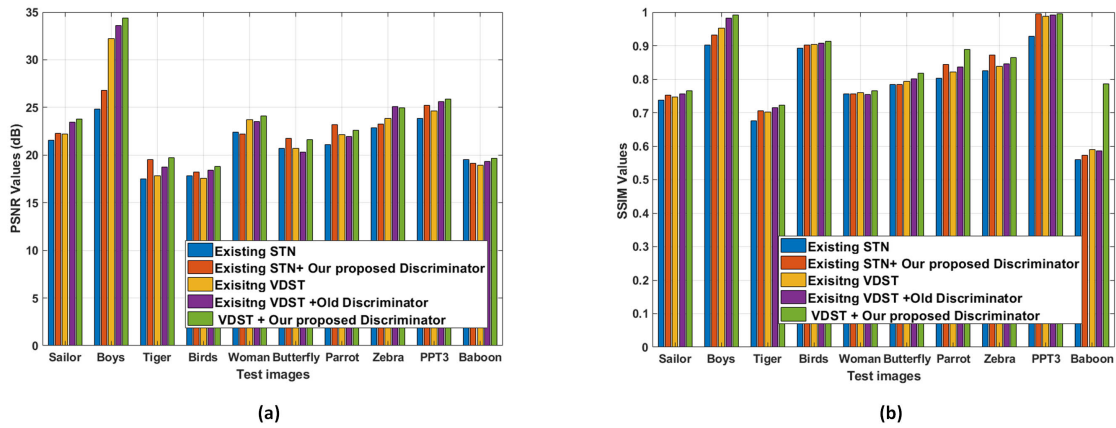 35
30
25
20
15
10
5
0
PSNR Values (dB)
Existing STN
Existing STN+ Our proposed Discriminator
Exisitng VDST
Exisitng VDST +Old Discriminator
VDST + Our proposed Discriminator
Sailor Boys Tiger Birds Woman Butterfly Parrot Zebra PPT3 Baboon
Test images
(a)
1
0.9
0.8
0.7
0.6
0.5
0.4
0.3
0.2
0.1
0
SSIM Values
Existing STN
Existing STN+ Our proposed Discriminator
Exisitng VDST
Exisitng VDST +Old Discriminator
VDST + Our proposed Discriminator
Sailor Boys Tiger Birds Woman Butterfly Parrot Zebra PPT3 Baboon
Test images
(b)